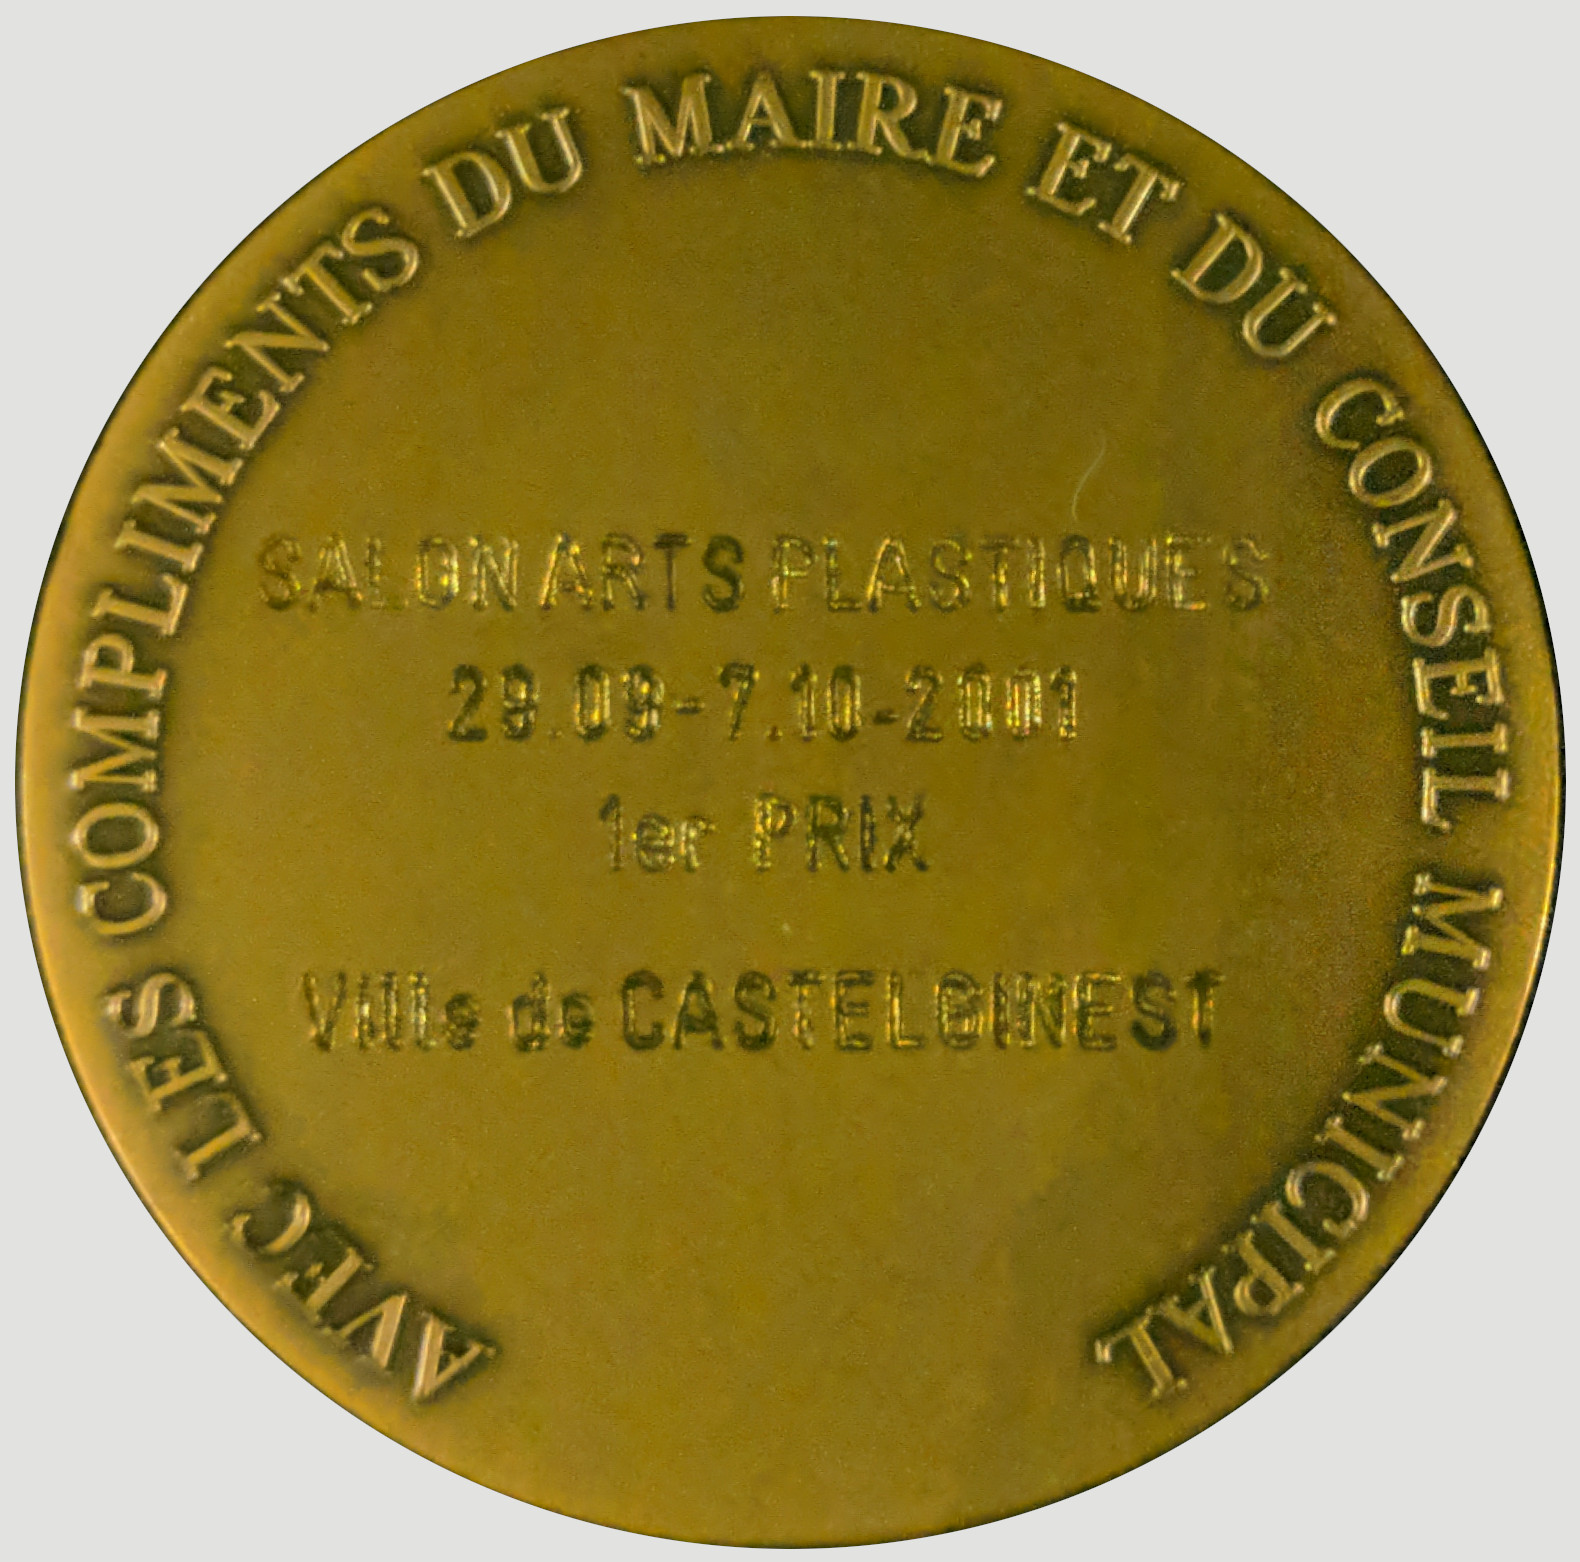 AVEC LES COMPLIMENTS DU MAIRE ET DU CONSEIL MUNICIPAL
SALON ARTS PLASTIQUES
29.09-7.10-2001
1er PRIX
Ville de CASTELGINEST